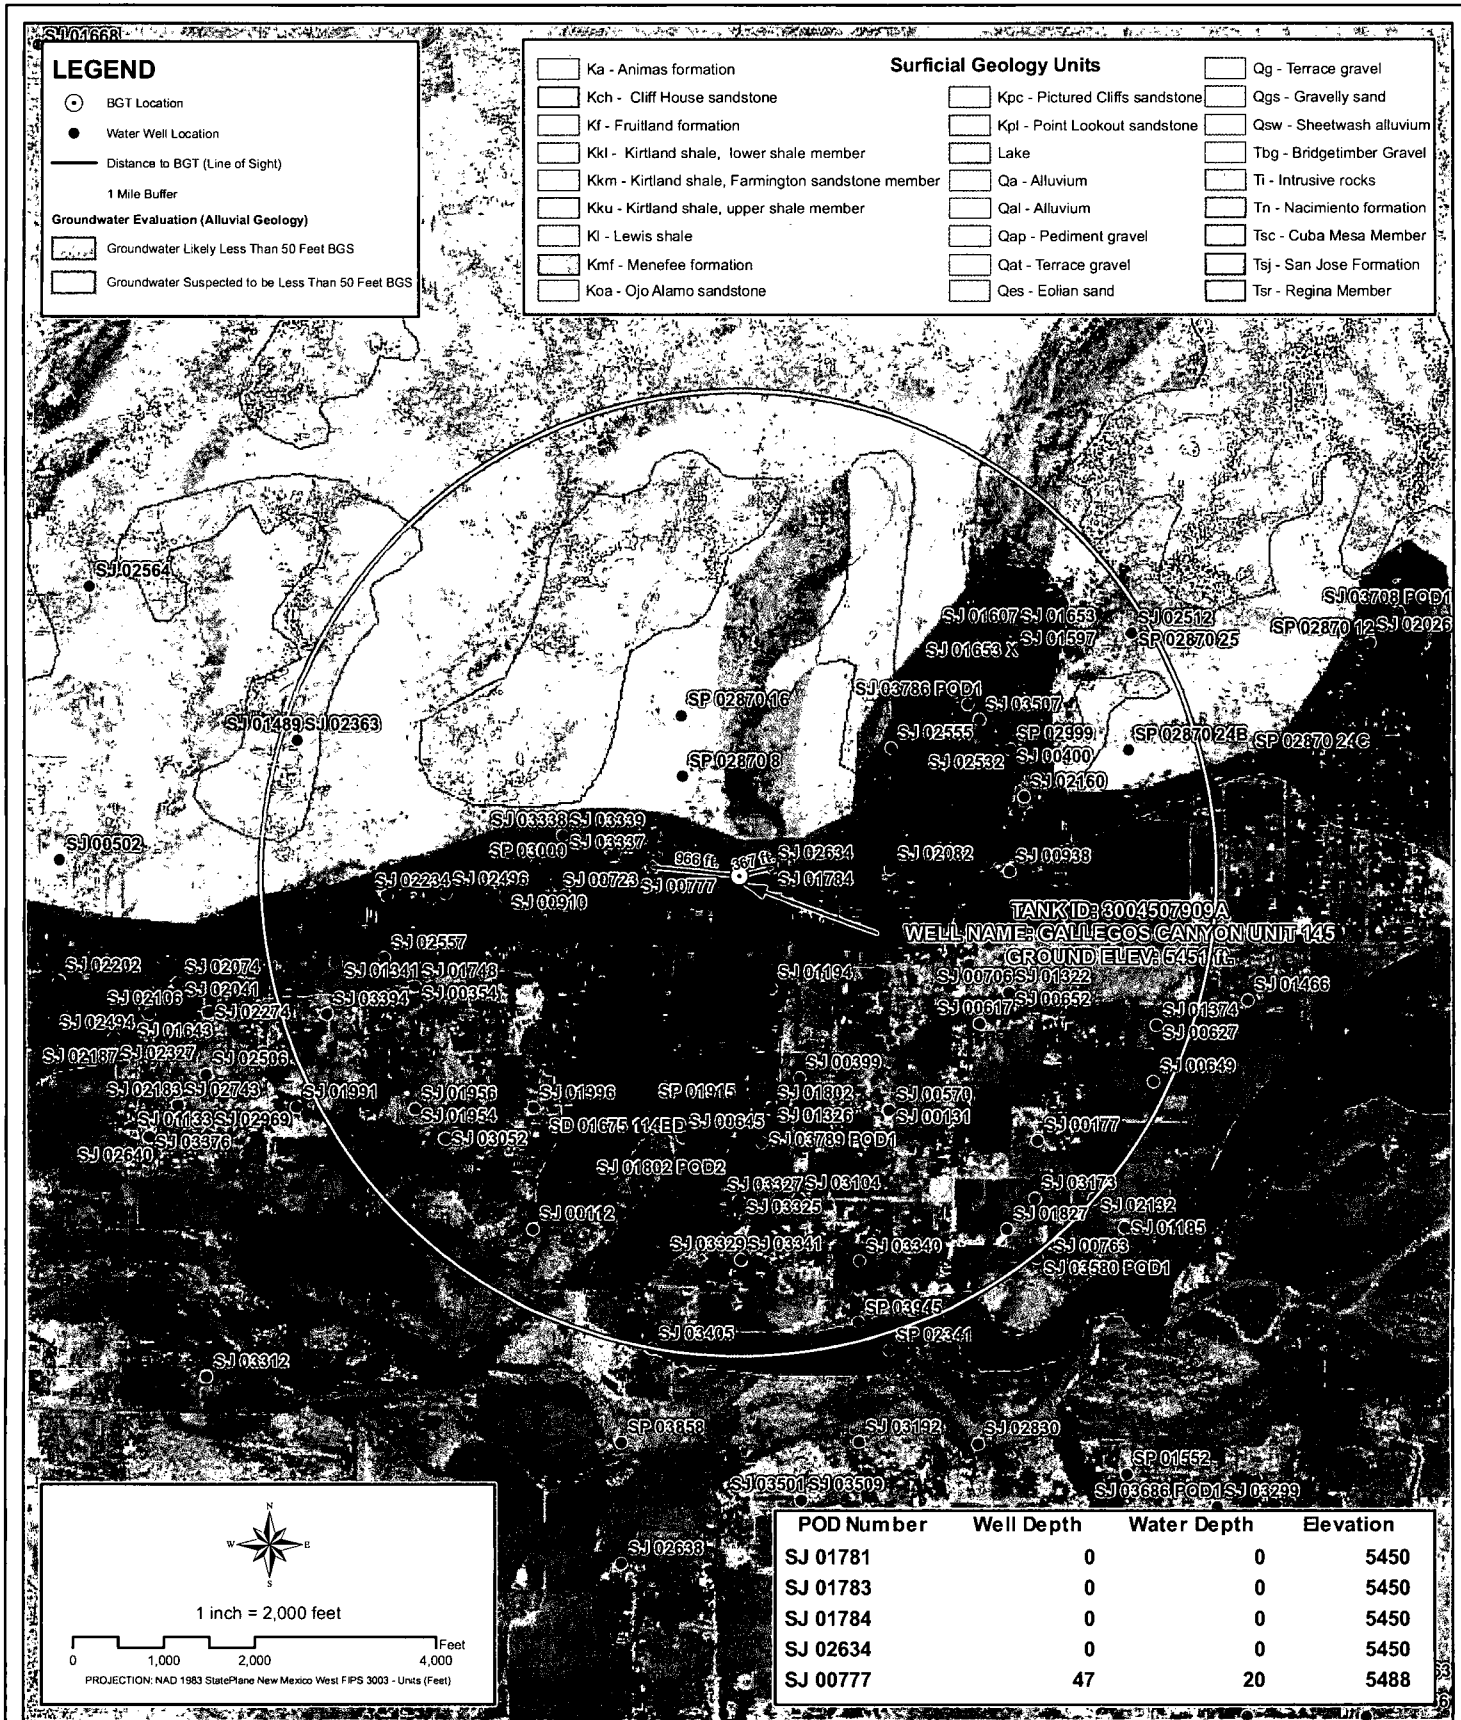 SJ 01668
LEGEND
BGT Location
Water Well Location
Distance to BGT (Line of Sight)
1 Mile Buffer
Groundwater Evaluation (Alluvial Geology)
Groundwater Likely Less Than 50 Feet BGS
Groundwater Suspected to be Less Than 50 Feet BGS
Surficial Geology Units
Ka - Animas formation
Kch - Cliff House sandstone
Kf - Fruitland formation
Kkl - Kirtland shale, lower shale member
Kkm - Kirtland shale, Farmington sandstone member
Kku - Kirtland shale, upper shale member
Kl - Lewis shale
Kmf - Menefee formation
Koa - Ojo Alamo sandstone
Kpc - Pictured Cliffs sandstone
Kpl - Point Lookout sandstone
Lake
Qa - Alluvium
Qal - Alluvium
Qap - Pediment gravel
Qat - Terrace gravel
Qes - Eolian sand
Qg - Terrace gravel
Qgs - Gravelly sand
Qsw - Sheetwash alluvium
Tbg - Bridgetimber Gravel
Ti - Intrusive rocks
Tn - Nacimiento formation
Tsc - Cuba Mesa Member
Tsj - San Jose Formation
Tsr - Regina Member
SJ 02564
SJ 03708 POD1
SJ 01607 SJ 01653
SJ 02512
SP 02870 12 SJ 02026
SJ 01597
SP 02870 25
SJ 01653 X
SJ 03786 POD1
SP 02870 16
SJ 03507
SJ 01489 SJ 02363
SJ 02555
SP 02999
SP 02870 24B
SP 02870 24C
SJ 02532
SJ 00400
SP 02870 8
SJ 02160
SJ 03338 SJ 03339
SJ 03337
SJ 00502
SP 03000
966 ft.
367 ft.
SJ 02634
SJ 02082
SJ 00938
SJ 02234 SJ 02496
SJ 00723
SJ 00777
SJ 01784
SJ 00910
TANK ID: 3004507909A
WELL NAME: GALLEGOS CANYON UNIT 145
GROUND ELEV: 5451 ft.
SJ 02557
SJ 02202
SJ 02074
SJ 01341 SJ 01748
SJ 01194
SJ 00706 SJ 01322
SJ 02106
SJ 02041
SJ 00354
SJ 00652
SJ 01466
SJ 02494
SJ 01643
SJ 02274
SJ 03394
SJ 00617
SJ 01374
SJ 00627
SJ 02187 SJ 02327
SJ 02506
SJ 00399
SJ 00649
SJ 02183 SJ 02743
SJ 01991
SJ 01956
SJ 01996
SP 01915
SJ 01802
SJ 00570
SJ 01133 SJ 02969
SJ 01954
SD 01675 114ED
SJ 00645
SJ 01326
SJ 00131
SJ 03376
SJ 03052
SJ 03789 POD1
SJ 00177
SJ 02640
SJ 01802 POD2
SJ 03327 SJ 03104
SJ 03173
SJ 03325
SJ 02132
SJ 00112
SJ 01827
SJ 01185
SJ 03329 SJ 03341
SJ 03340
SJ 00763
SJ 03580 POD1
SP 03945
SJ 03405
SP 02341
SJ 03312
SP 03858
SJ 03192
SJ 02830
SP 01552
SJ 03501 SJ 03509
SJ 03686 POD1 SJ 03299
SJ 02638
N
W E
S
1 inch = 2,000 feet
Feet
0 1,000 2,000 4,000
PROJECTION: NAD 1983 StatePlane New Mexico West FIPS 3003 - Units (Feet)
POD Number Well Depth Water Depth Elevation
SJ 01781 0 0 5450
SJ 01783 0 0 5450
SJ 01784 0 0 5450
SJ 02634 0 0 5450
SJ 00777 47 20 5488